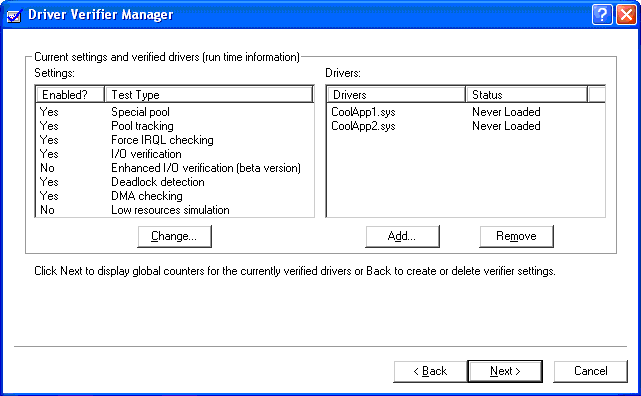 Driver Verifier Manager
Current settings and verified drivers (run time information)
Settings:
Enabled? Test Type
Yes Special pool
Yes Pool tracking
Yes Force IRQL checking
Yes I/O verification
No Enhanced I/O verification (beta version)
Yes Deadlock detection
Yes DMA checking
No Low resources simulation
Change...
Drivers:
Drivers Status
CoolApp1.sys Never Loaded
CoolApp2.sys Never Loaded
Add... Remove
Click Next to display global counters for the currently verified drivers or Back to create or delete verifier settings.
< Back Next > Cancel